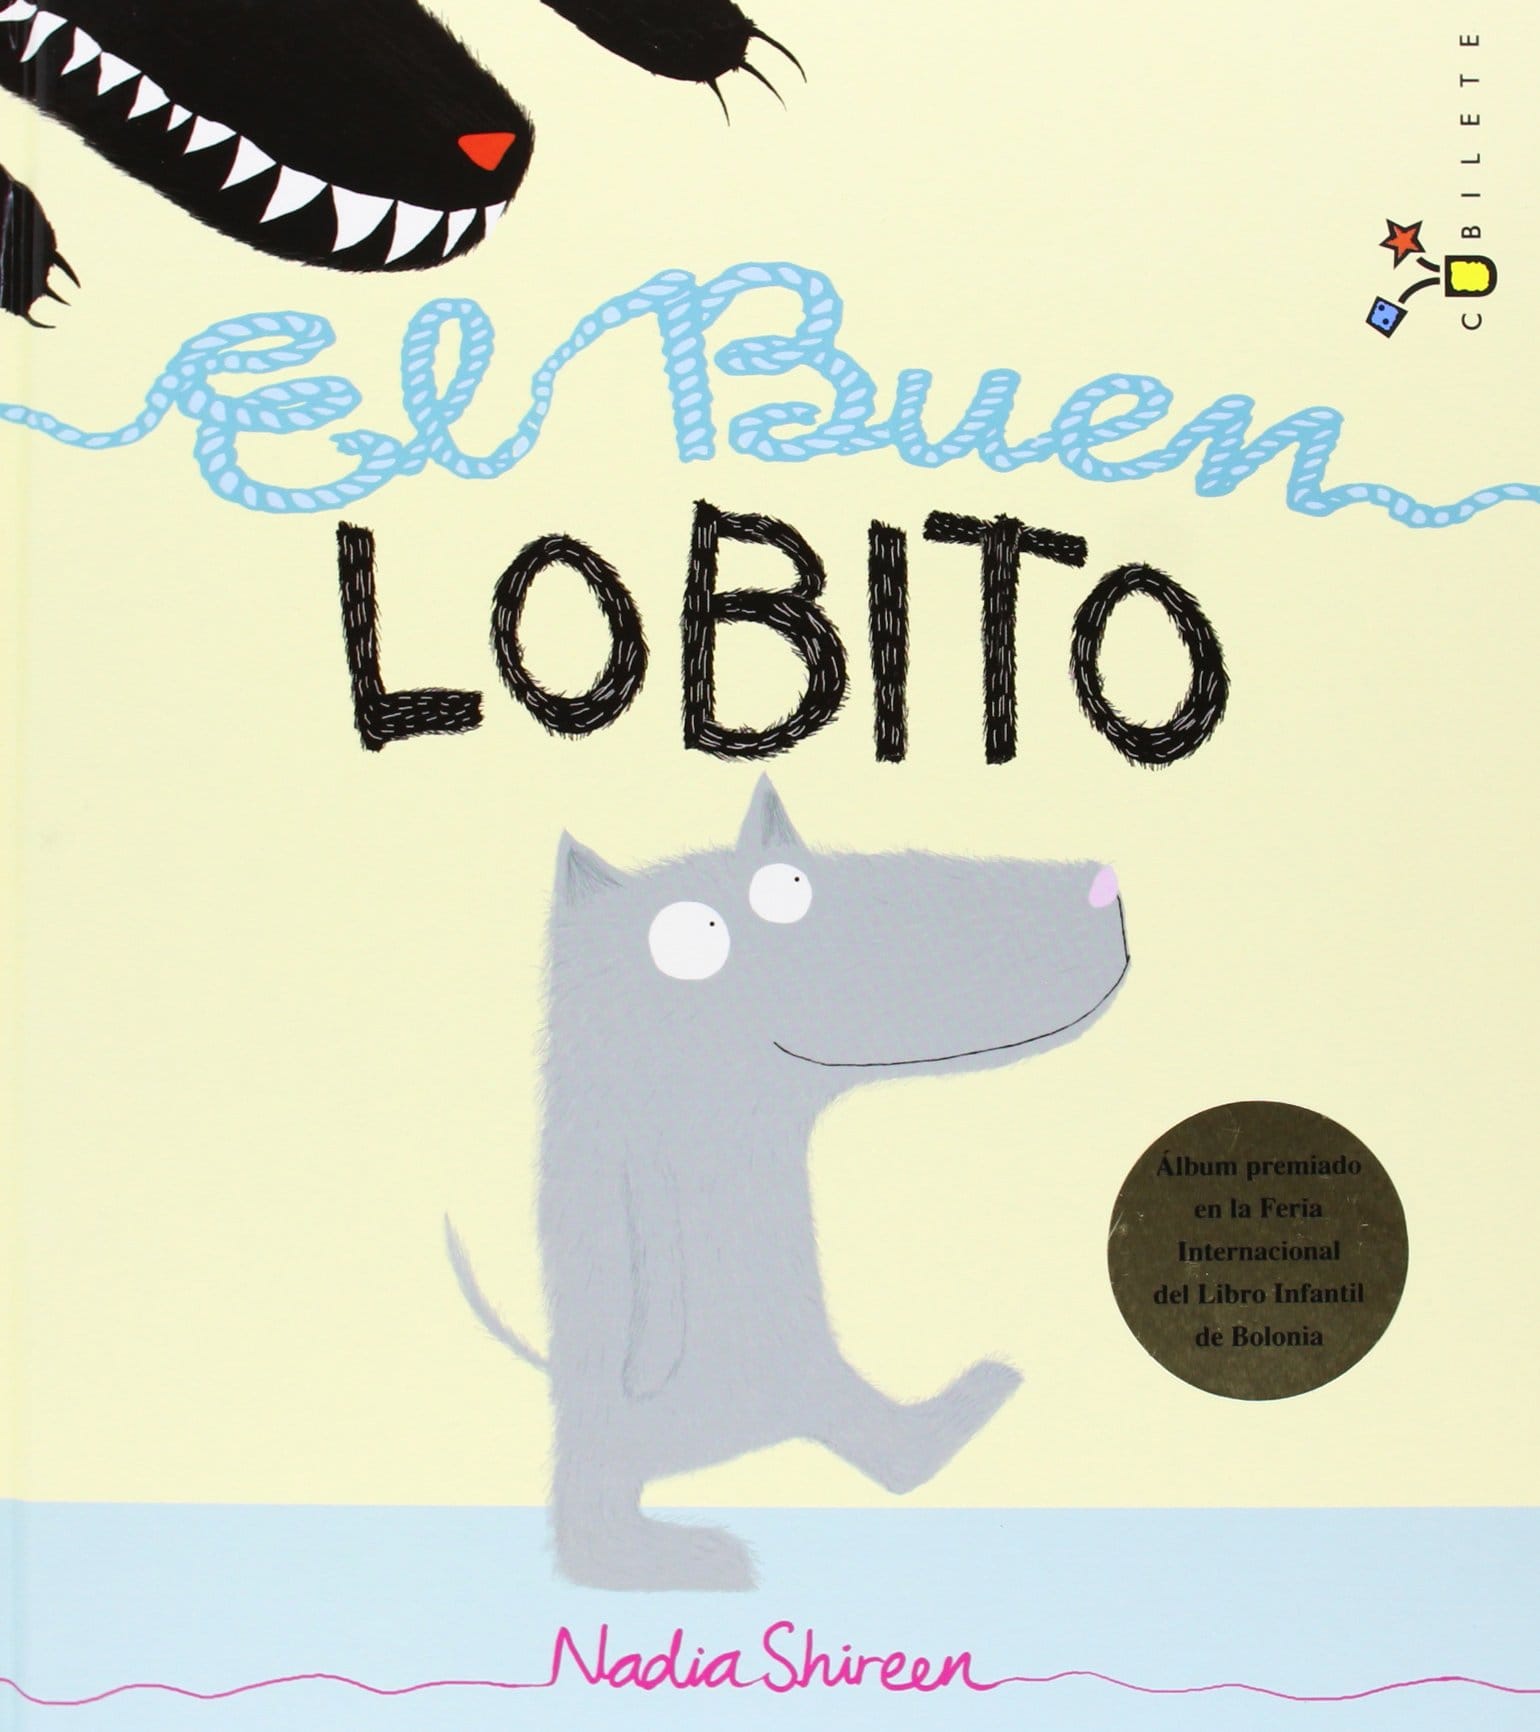 CUBILETE
El Buen
LOBITO
Álbum premiado
en la Feria
Internacional
del Libro Infantil
de Bolonia
Nadia Shireen